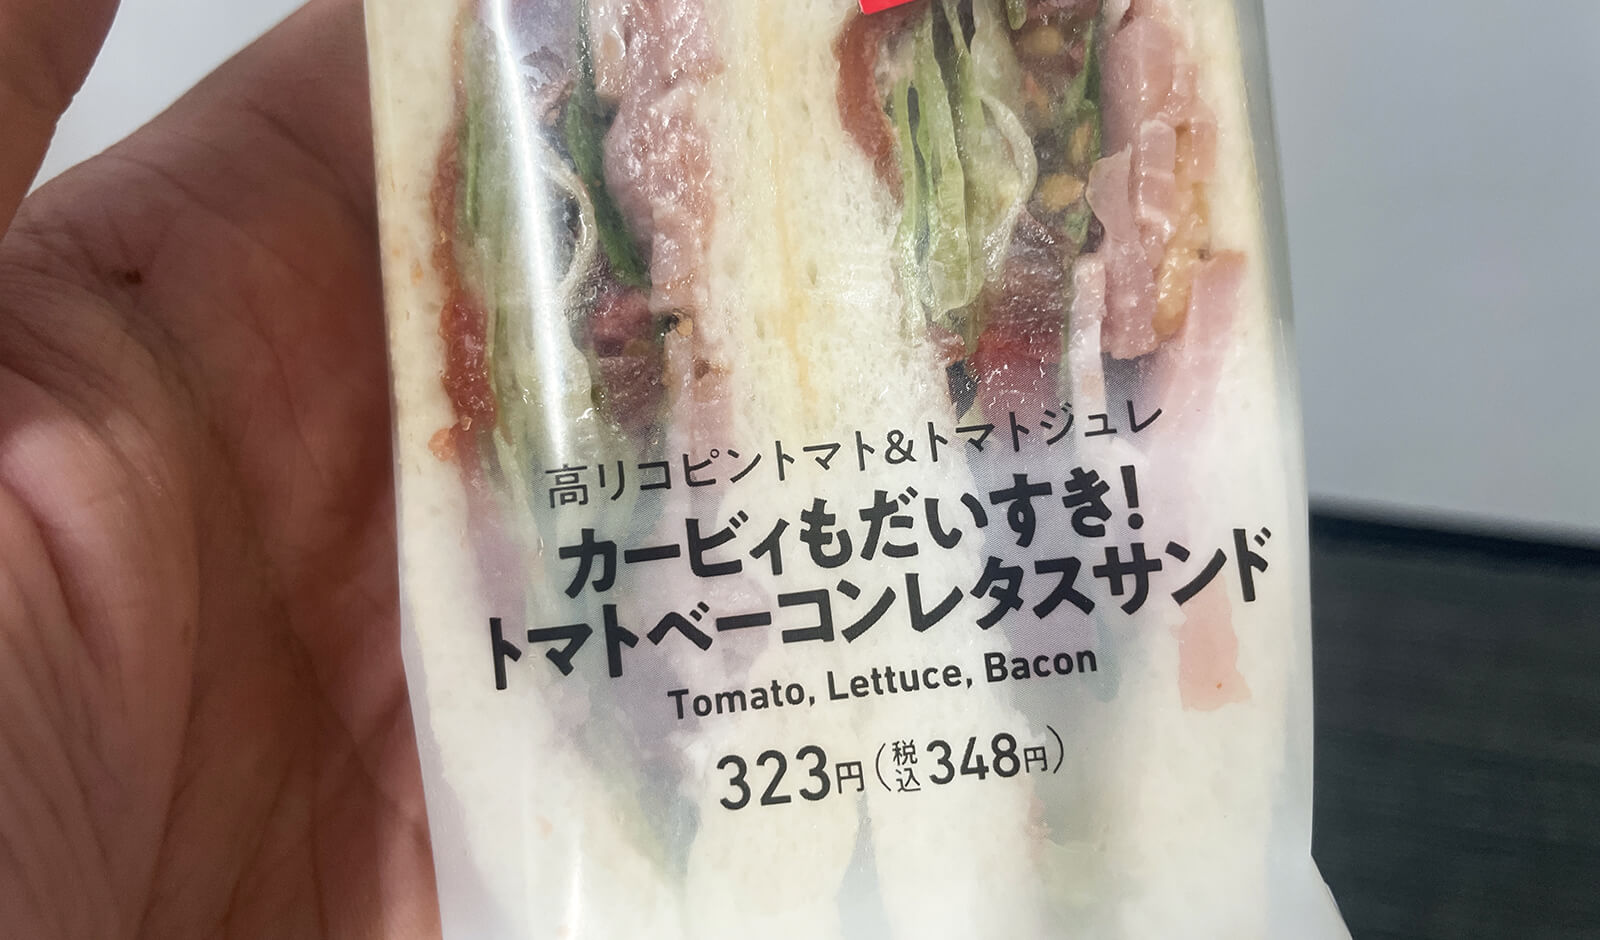 高リコピントマト&トマトジュレ
カービィもだいすき!
トマトベーコンレタスサンド
Tomato, Lettuce, Bacon
323円(税込348円)